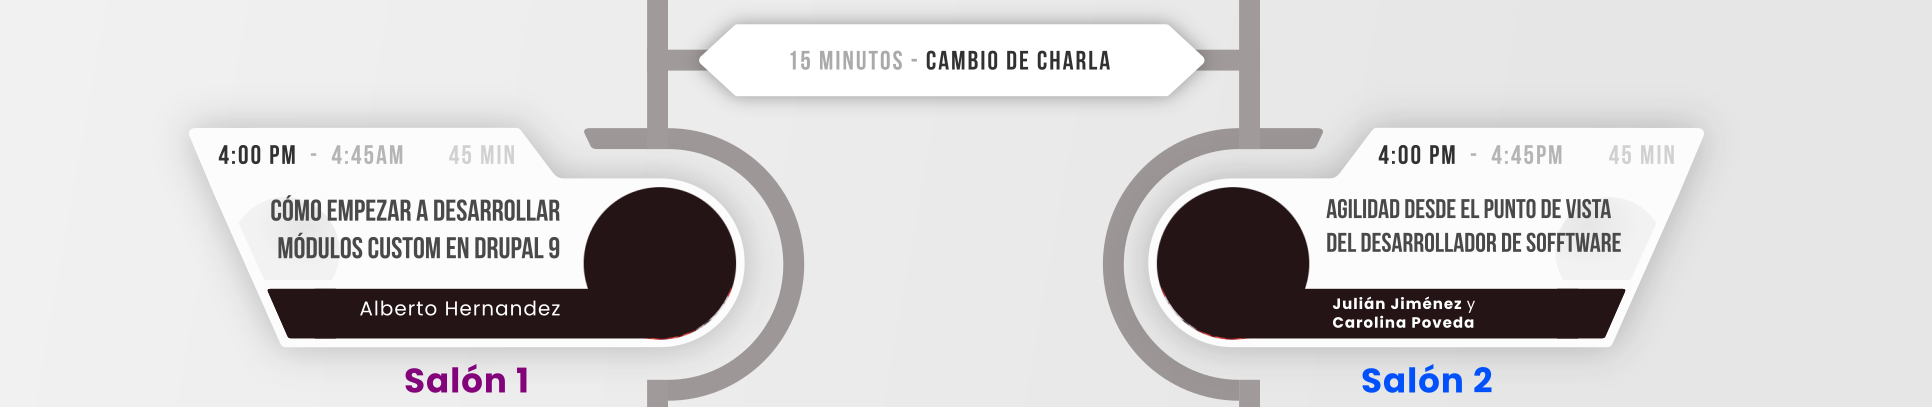 15 MINUTOS - CAMBIO DE CHARLA
4:00 PM - 4:45AM 45 MIN
CÓMO EMPEZAR A DESARROLLAR
MÓDULOS CUSTOM EN DRUPAL 9
Alberto Hernandez
Salón 1
4:00 PM - 4:45PM 45 MIN
AGILIDAD DESDE EL PUNTO DE VISTA
DEL DESARROLLADOR DE SOFFTWARE
Julián Jiménez y
Carolina Poveda
Salón 2